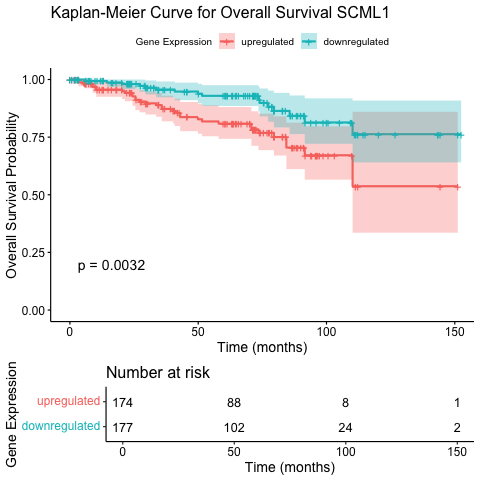 Kaplan-Meier Curve for Overall Survival SCML1
Gene Expression upregulated downregulated
Overall Survival Probability
1.00
0.75
0.50
0.25
0.00
p = 0.0032
0 50 100 150
Time (months)
Number at risk
Gene Expression
upregulated 174 88 8 1
downregulated 177 102 24 2
0 50 100 150
Time (months)